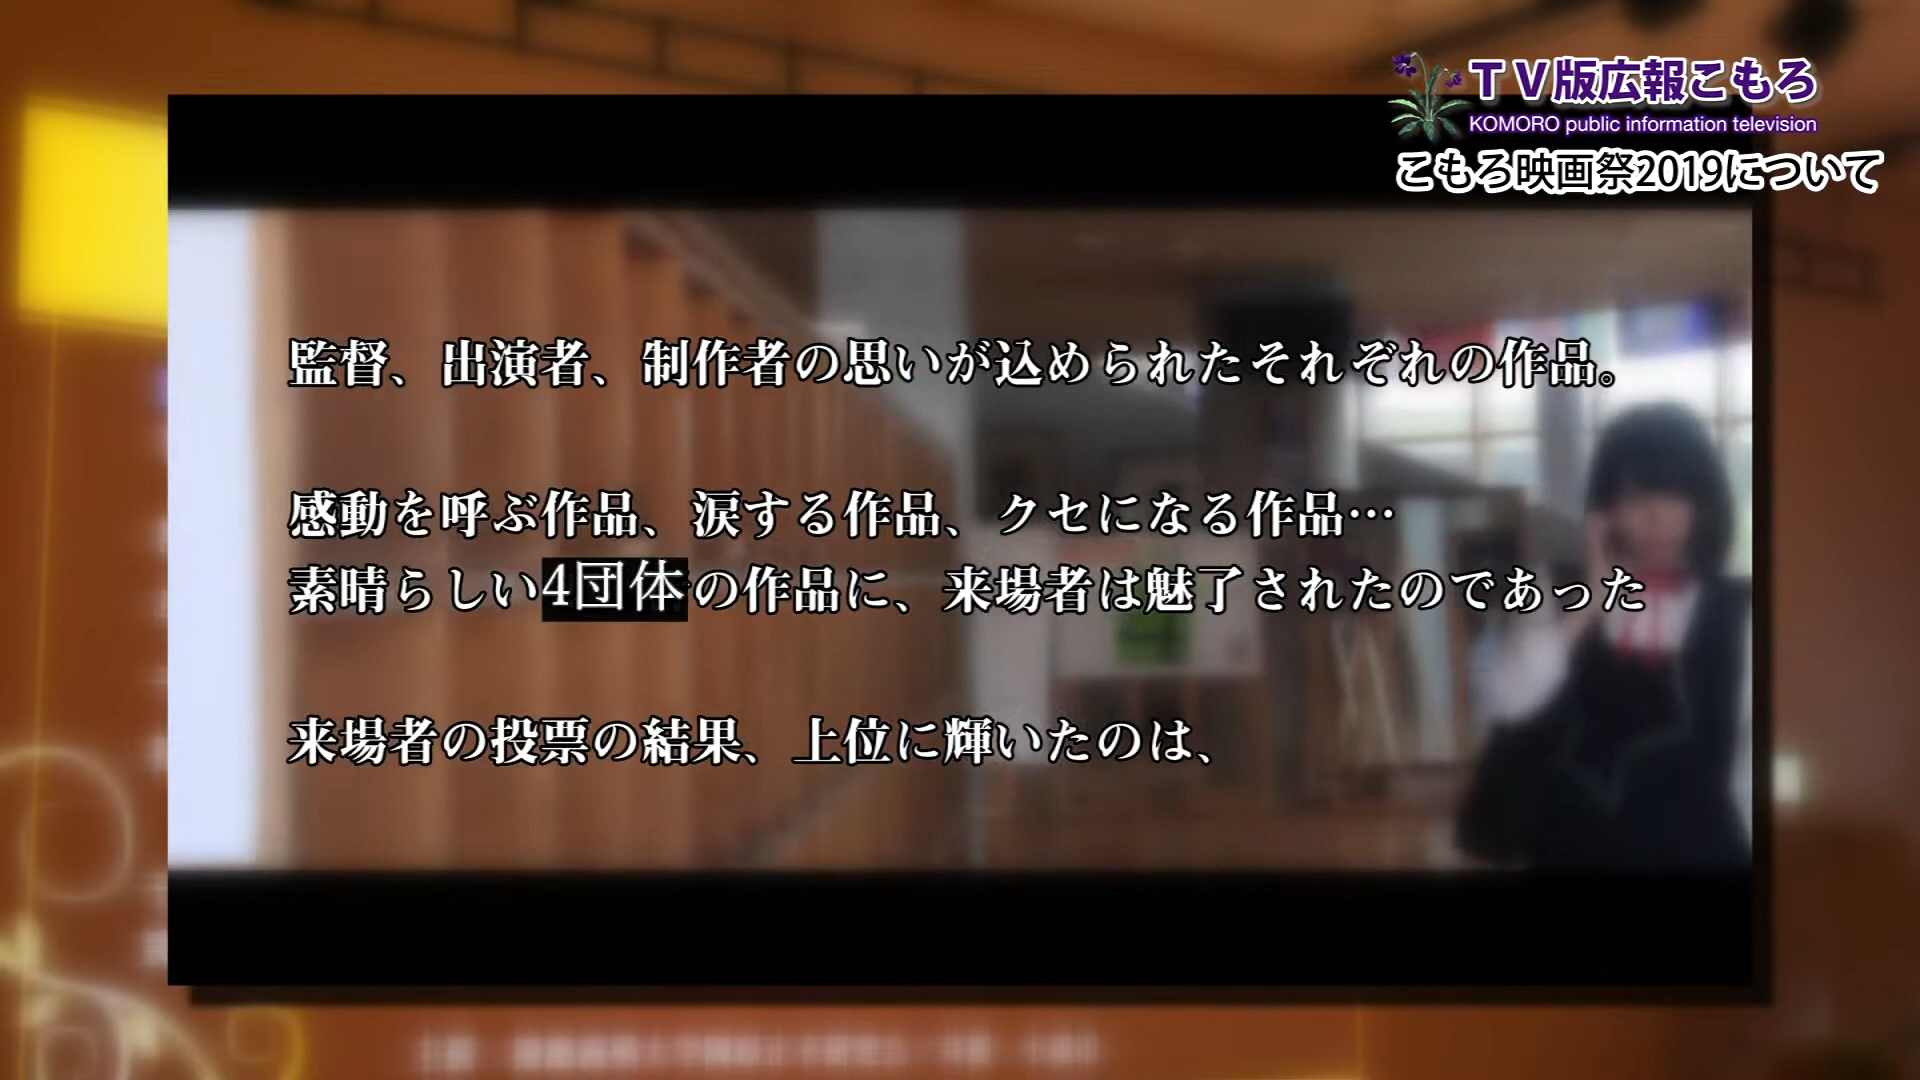 TV版広報こもろ
KOMORO public information television
こもろ映画祭2019について
監督、出演者、制作者の思いが込められたそれぞれの作品。
感動を呼ぶ作品、涙する作品、クセになる作品…
素晴らしい4団体の作品に、来場者は魅了されたのであった
来場者の投票の結果、上位に輝いたのは、